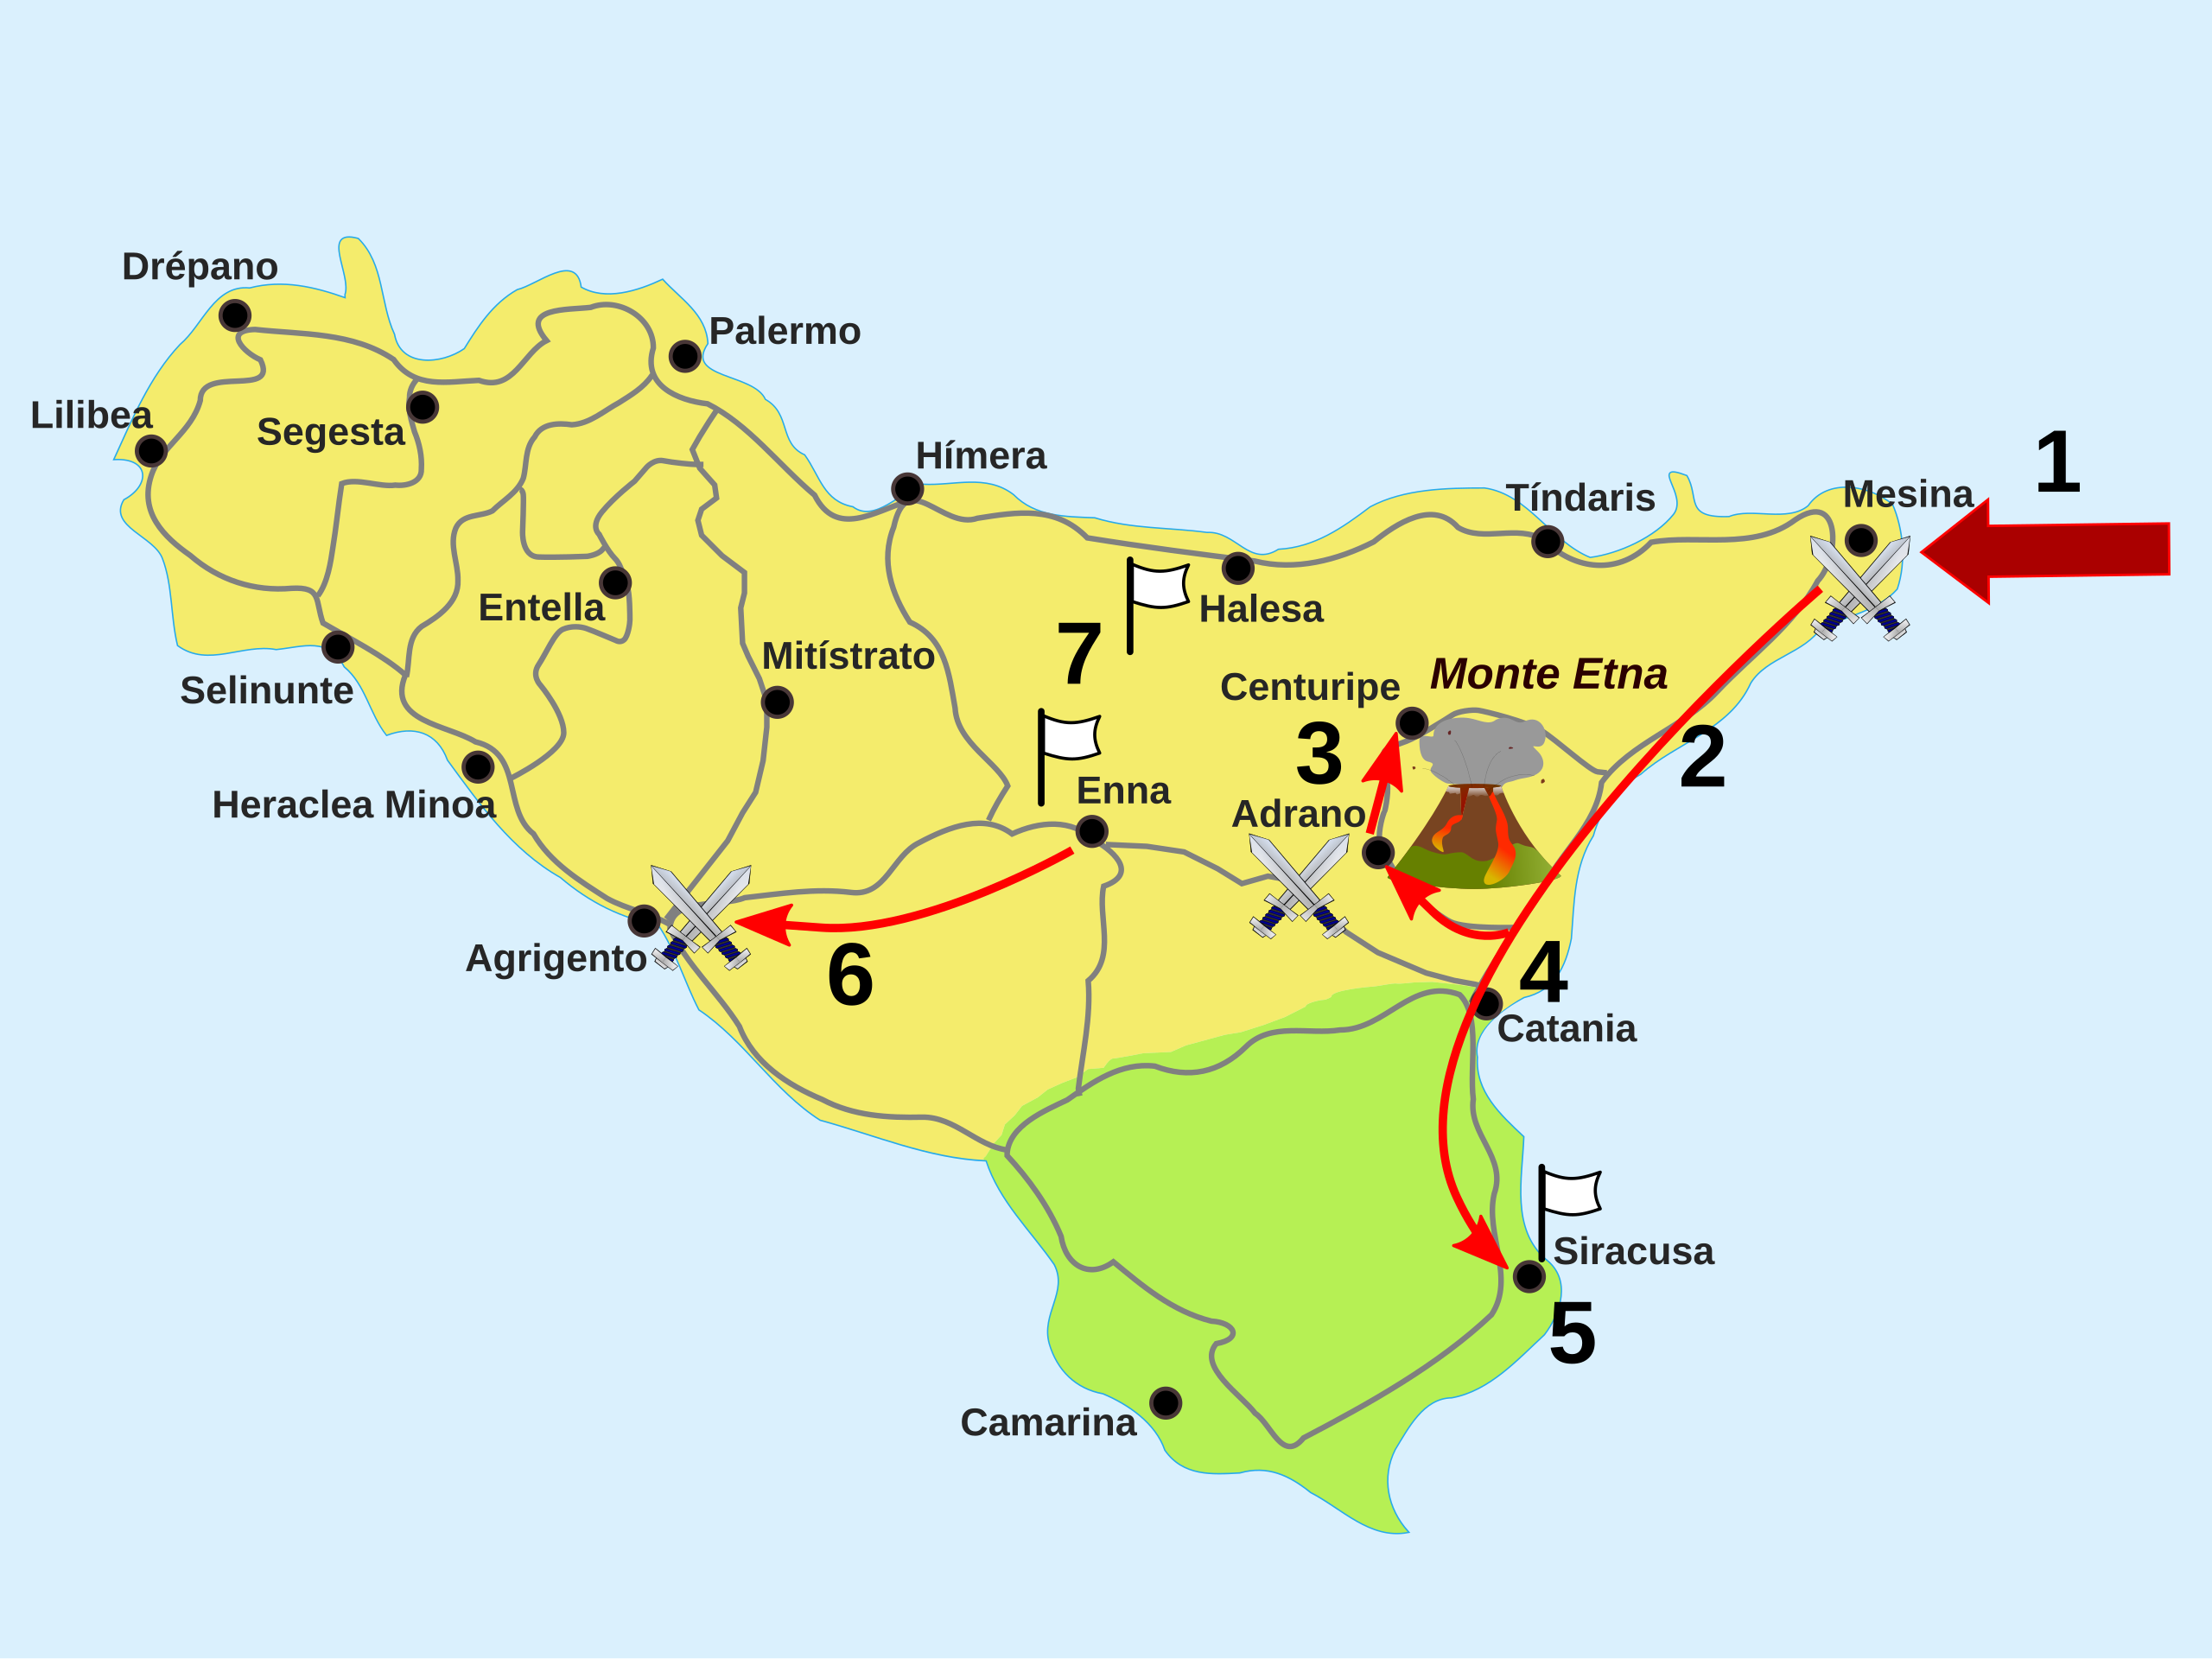 Drépano
Palermo
Lilibea
Segesta
Hímera
1
Tíndaris
Mesina
Entella
Halesa
7
Mitístrato
Monte Etna
Selinunte
Centuripe
3
2
Enna
Heraclea Minoa
Adrano
Agrigento
6
4
Catania
Siracusa
5
Camarina